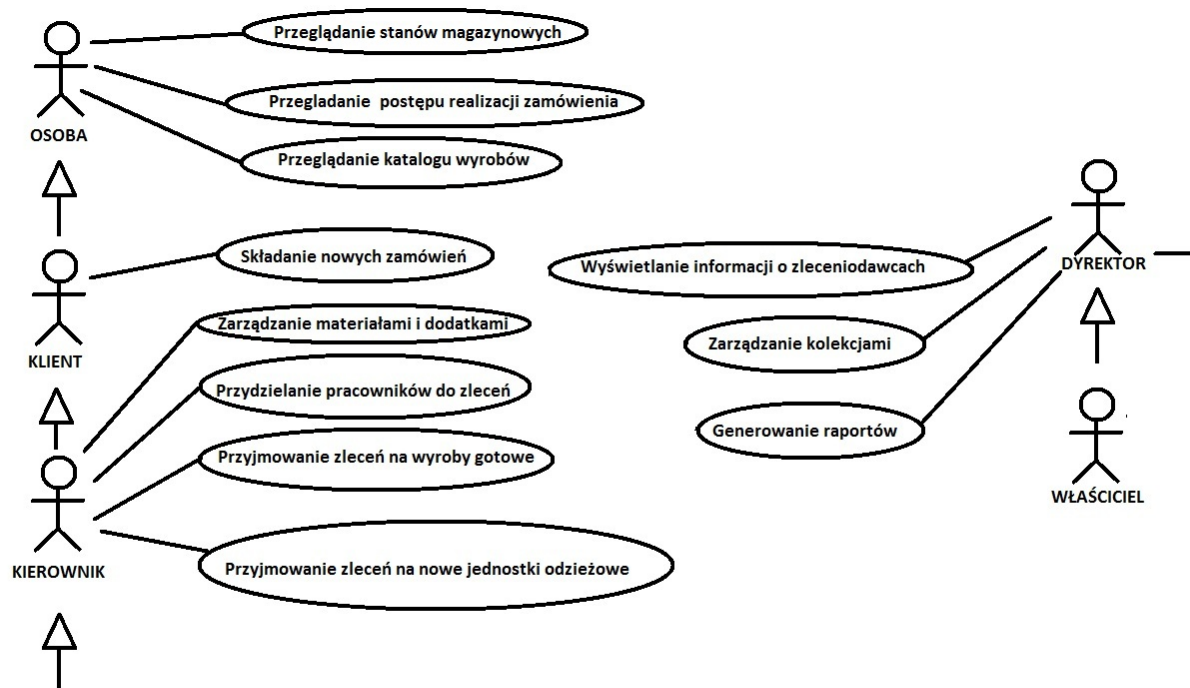 Przeglądanie stanów magazynowych
Przegladanie postępu realizacji zamówienia
OSOBA
Przeglądanie katalogu wyrobów
Składanie nowych zamówień
KLIENT
Zarządzanie materiałami i dodatkami
Przydzielanie pracowników do zleceń
Przyjmowanie zleceń na wyroby gotowe
KIEROWNIK
Przyjmowanie zleceń na nowe jednostki odzieżowe
DYREKTOR
Wyświetlanie informacji o zleceniodawcach
Zarządzanie kolekcjami
Generowanie raportów
WŁAŚCICIEL